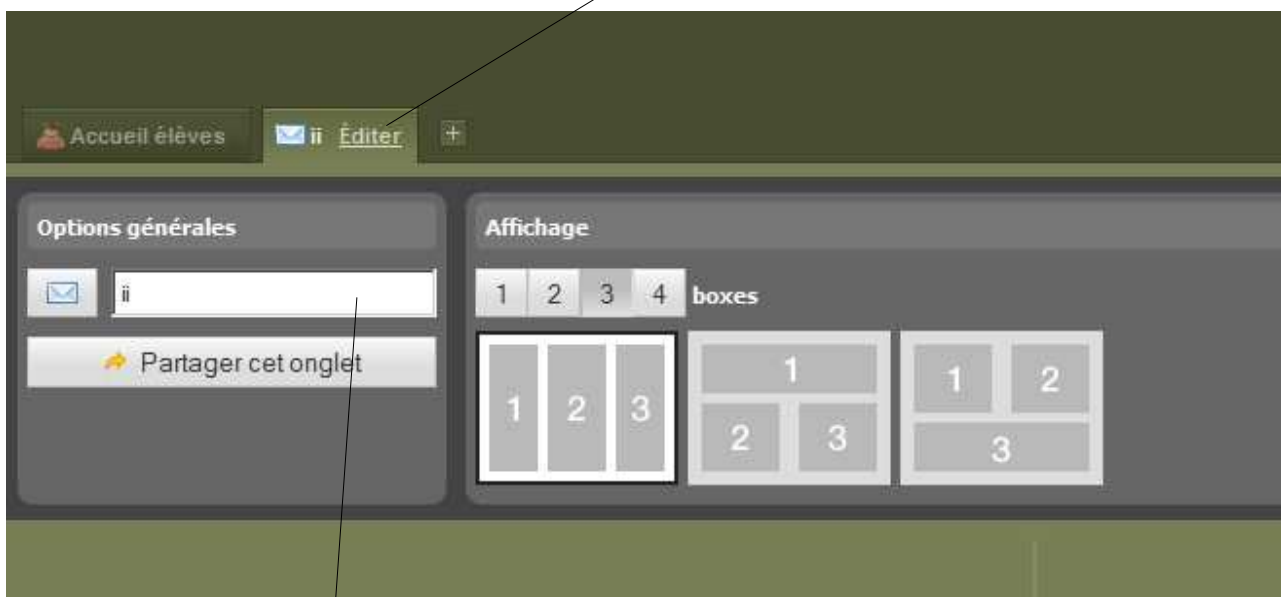 Accueil élèves ii Éditer +
Options générales
Affichage
ii
1 2 3 4 boxes
Partager cet onglet
1 2 3
1
2 3
1 2
3